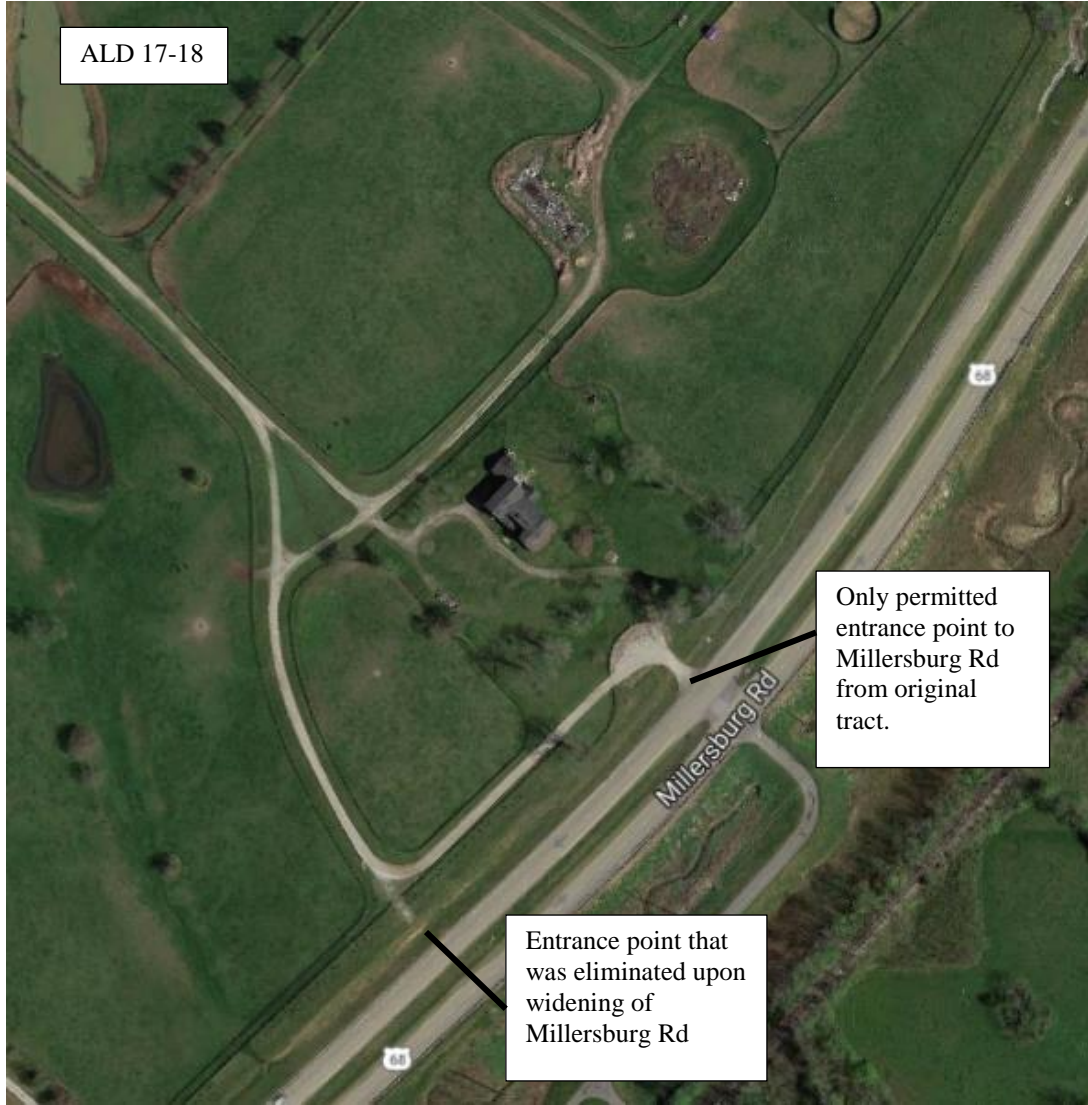 ALD 17-18
68
Only permitted
entrance point to
Millersburg Rd
from original
tract.
Millersburg Rd
Entrance point that
was eliminated upon
widening of
Millersburg Rd
68